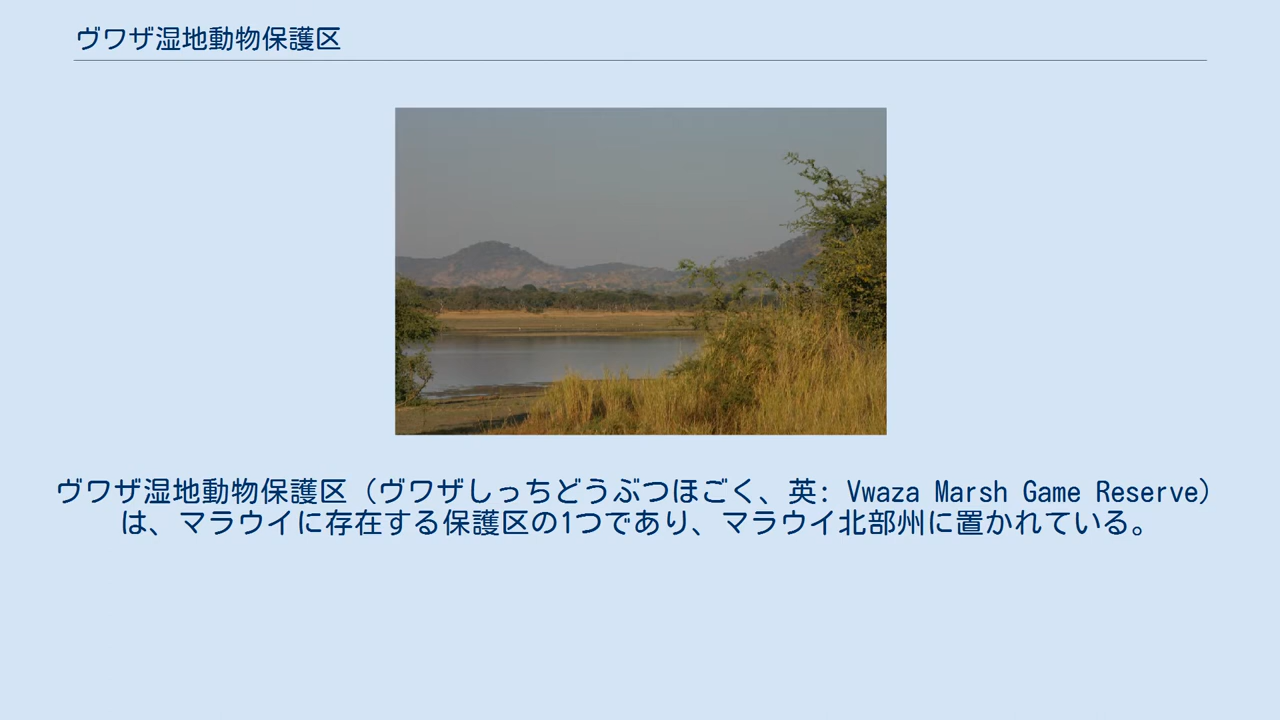 ヴワザ湿地動物保護区
ヴワザ湿地動物保護区（ヴワザしっちどうぶつほごく、英: Vwaza Marsh Game Reserve）
は、マラウイに存在する保護区の1つであり、マラウイ北部州に置かれている。